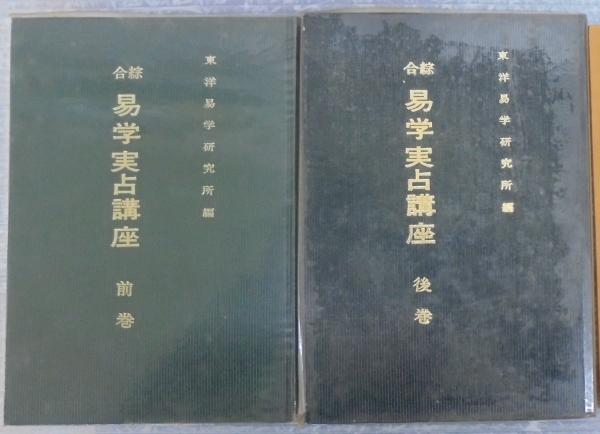 東洋易学研究所編
綜合
易学実占講座
前巻
東洋易学研究所編
綜合
易学実占講座
後巻